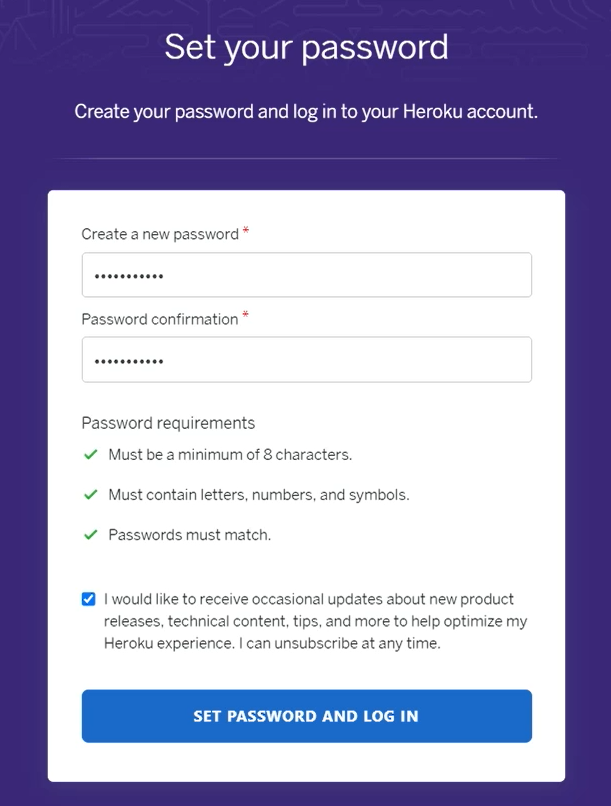 Set your password
Create your password and log in to your Heroku account.
Create a new password *
•••••••••••
Password confirmation *
•••••••••••
Password requirements
Must be a minimum of 8 characters.
Must contain letters, numbers, and symbols.
Passwords must match.
I would like to receive occasional updates about new product
releases, technical content, tips, and more to help optimize my
Heroku experience. I can unsubscribe at any time.
SET PASSWORD AND LOG IN